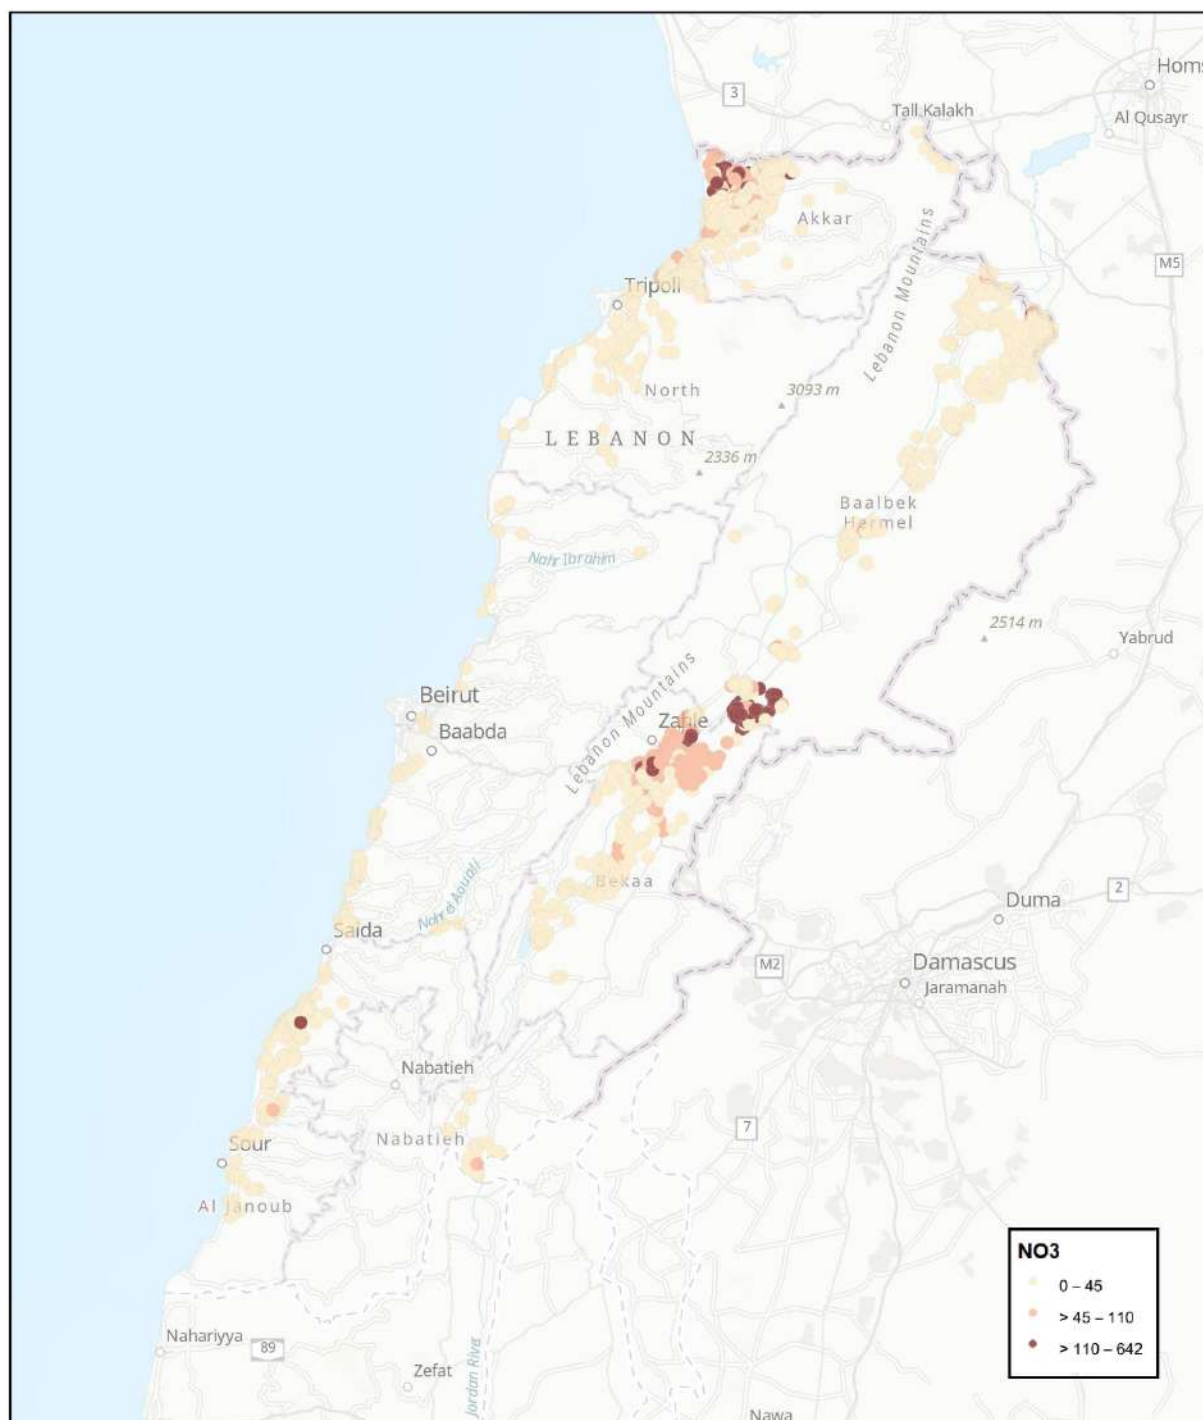 Homs
3
Tall Kalakh
Al Qusayr
Akkar
Lebanon Mountains
M5
Tripoli
3093 m
North
LEBANON
2336 m
Baalbek
Hermel
Nahr Ibrahim
2514 m
Yabrud
Lebanon Mountains
Beirut
Zahle
Baabda
Nahr el Aouali
Bekaa
2
Duma
Saida
M2
Damascus
Jaramanah
Nabatieh
7
Nabatieh
Sour
Al Janoub
NO3
0 – 45
> 45 – 110
> 110 – 642
Nahariyya
89
Zefat
Jordan River
Nawa